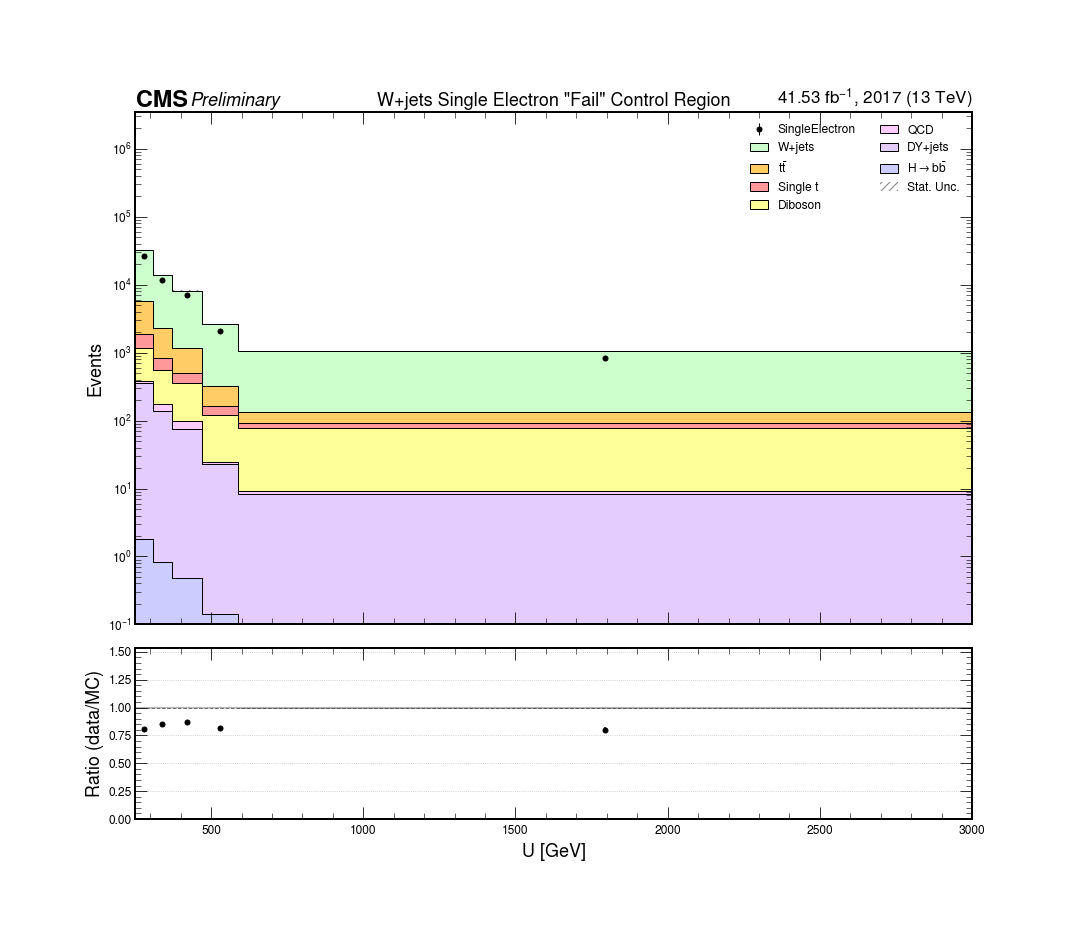 CMS Preliminary W+jets Single Electron "Fail" Control Region 41.53 fb⁻¹, 2017 (13 TeV)
SingleElectron QCD
W+jets DY+jets
tt̄ H→bb̄
Single t Stat. Unc.
Diboson
10⁶
10⁵
10⁴
10³
10²
10¹
10⁰
10⁻¹
Events
1.50
1.25
1.00
0.75
0.50
0.25
0.00
Ratio (data/MC)
500 1000 1500 2000 2500 3000
U [GeV]